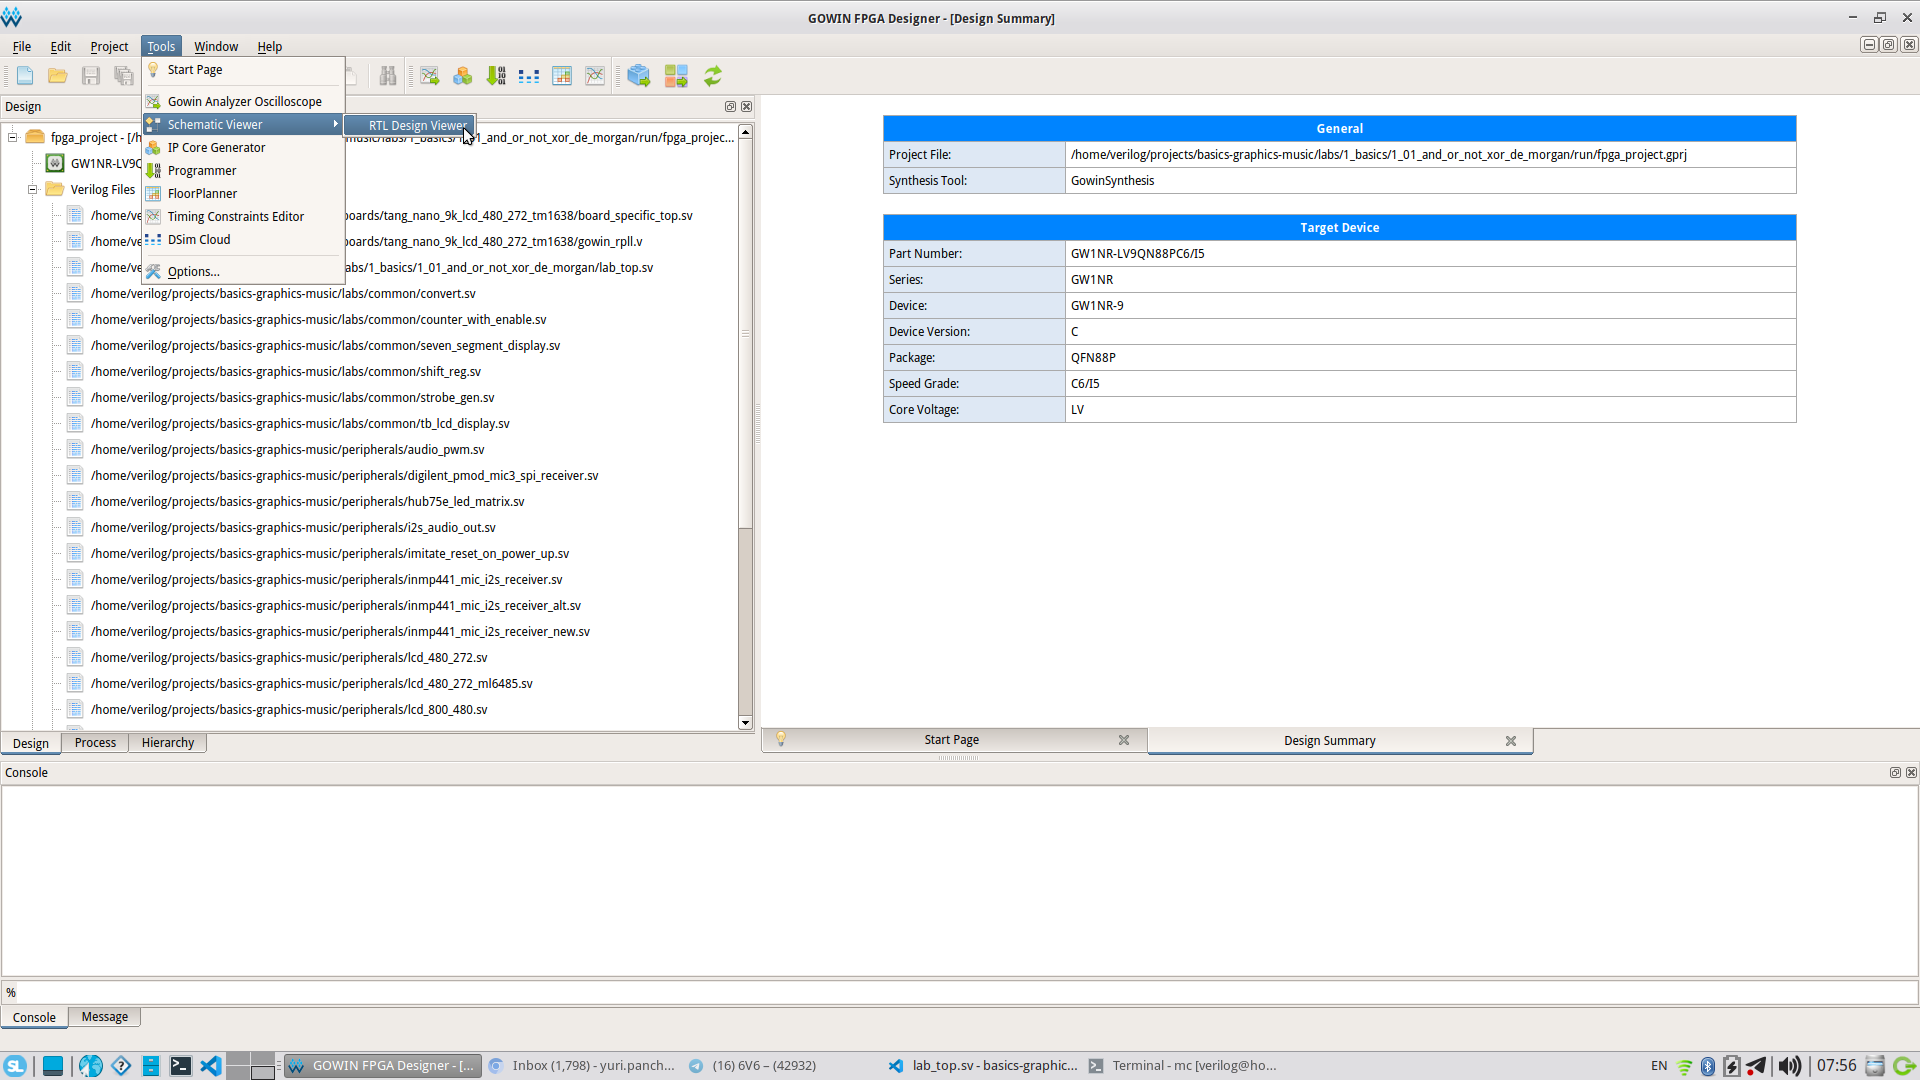 GOWIN FPGA Designer - [Design Summary]
File Edit Project Tools Window Help
Start Page
Gowin Analyzer Oscilloscope
Schematic Viewer
RTL Design Viewer
IP Core Generator
Programmer
FloorPlanner
Timing Constraints Editor
DSim Cloud
Options...
Design
fpga_project - [/h
1_and_or_not_xor_de_morgan/run/fpga_projec...
GW1NR-LV9Q
Verilog Files
/home/ve
boards/tang_nano_9k_lcd_480_272_tm1638/board_specific_top.sv
/home/ve
boards/tang_nano_9k_lcd_480_272_tm1638/gowin_rpll.v
/home/ve
abs/1_basics/1_01_and_or_not_xor_de_morgan/lab_top.sv
/home/verilog/projects/basics-graphics-music/labs/common/convert.sv
/home/verilog/projects/basics-graphics-music/labs/common/counter_with_enable.sv
/home/verilog/projects/basics-graphics-music/labs/common/seven_segment_display.sv
/home/verilog/projects/basics-graphics-music/labs/common/shift_reg.sv
/home/verilog/projects/basics-graphics-music/labs/common/strobe_gen.sv
/home/verilog/projects/basics-graphics-music/labs/common/tb_lcd_display.sv
/home/verilog/projects/basics-graphics-music/peripherals/audio_pwm.sv
/home/verilog/projects/basics-graphics-music/peripherals/digilent_pmod_mic3_spi_receiver.sv
/home/verilog/projects/basics-graphics-music/peripherals/hub75e_led_matrix.sv
/home/verilog/projects/basics-graphics-music/peripherals/i2s_audio_out.sv
/home/verilog/projects/basics-graphics-music/peripherals/imitate_reset_on_power_up.sv
/home/verilog/projects/basics-graphics-music/peripherals/inmp441_mic_i2s_receiver.sv
/home/verilog/projects/basics-graphics-music/peripherals/inmp441_mic_i2s_receiver_alt.sv
/home/verilog/projects/basics-graphics-music/peripherals/inmp441_mic_i2s_receiver_new.sv
/home/verilog/projects/basics-graphics-music/peripherals/lcd_480_272.sv
/home/verilog/projects/basics-graphics-music/peripherals/lcd_480_272_ml6485.sv
/home/verilog/projects/basics-graphics-music/peripherals/lcd_800_480.sv
Design Process Hierarchy
General
Project File: /home/verilog/projects/basics-graphics-music/labs/1_basics/1_01_and_or_not_xor_de_morgan/run/fpga_project.gprj
Synthesis Tool: GowinSynthesis
Target Device
Part Number: GW1NR-LV9QN88PC6/I5
Series: GW1NR
Device: GW1NR-9
Device Version: C
Package: QFN88P
Speed Grade: C6/I5
Core Voltage: LV
Start Page Design Summary
Console
%
Console Message
SL GOWIN FPGA Designer - [... Inbox (1,798) - yuri.panch... (16) 6V6 – (42932) lab_top.sv - basics-graphic... Terminal - mc [verilog@ho... EN 07:56